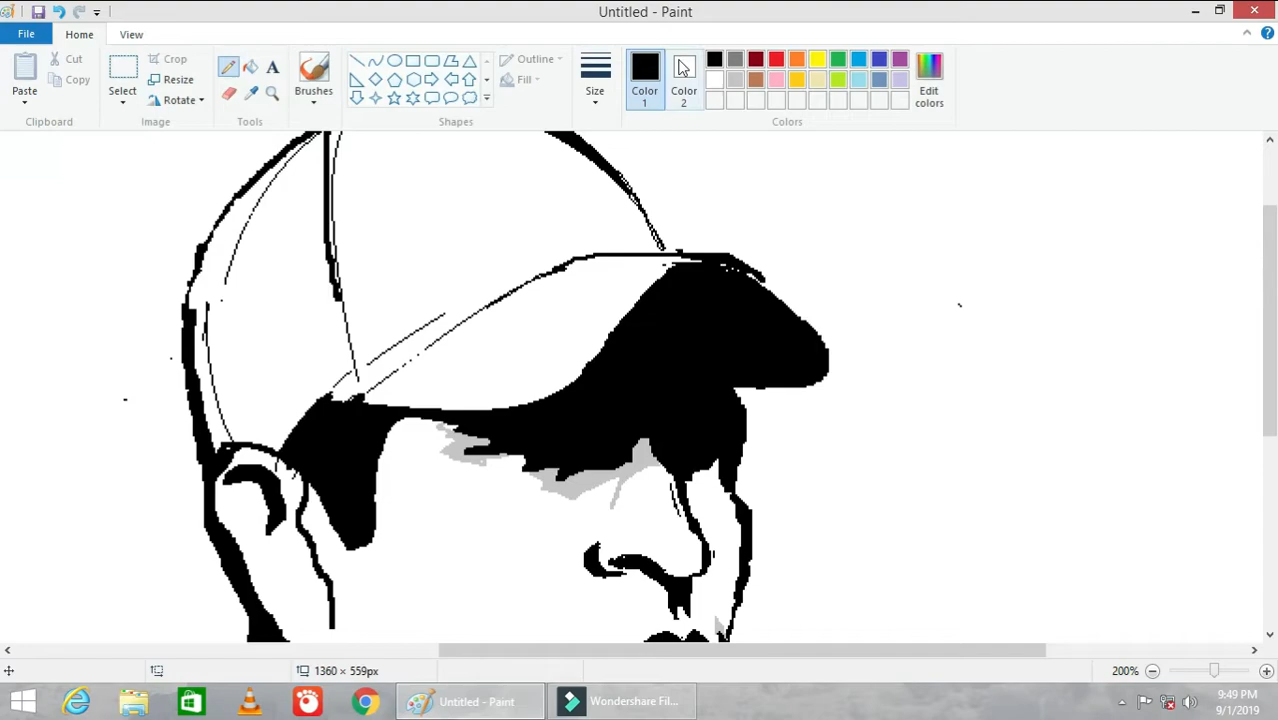 Untitled - Paint
File
Home
View
Paste
Cut
Copy
Clipboard
Select
Crop
Resize
Rotate
Image
A
Tools
Brushes
Shapes
Outline
Fill
Size
Color 1
Color 2
Edit colors
Colors
1360 × 559px
200%
Untitled - Paint
Wondershare Fil...
9:49 PM
9/1/2019